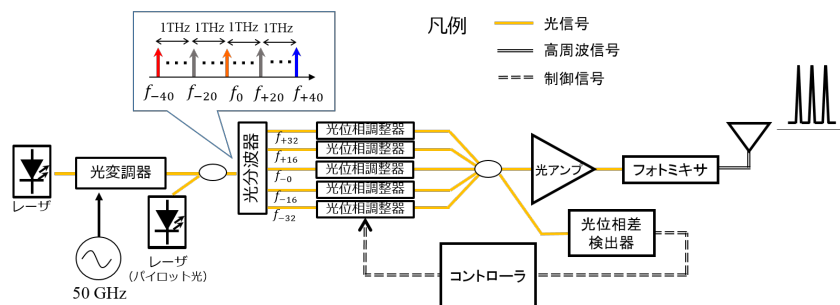 1THz 1THz 1THz 1THz
f₋₄₀ f₋₂₀ f₀ f₊₂₀ f₊₄₀
凡例
光信号
高周波信号
制御信号
レーザ
光変調器
50 GHz
レーザ
(パイロット光)
光分波器
f₊₃₂
f₊₁₆
f₋₀
f₋₁₆
f₋₃₂
光位相調整器
光位相調整器
光位相調整器
光位相調整器
光位相調整器
光アンプ
フォトミキサ
光位相差
検出器
コントローラ